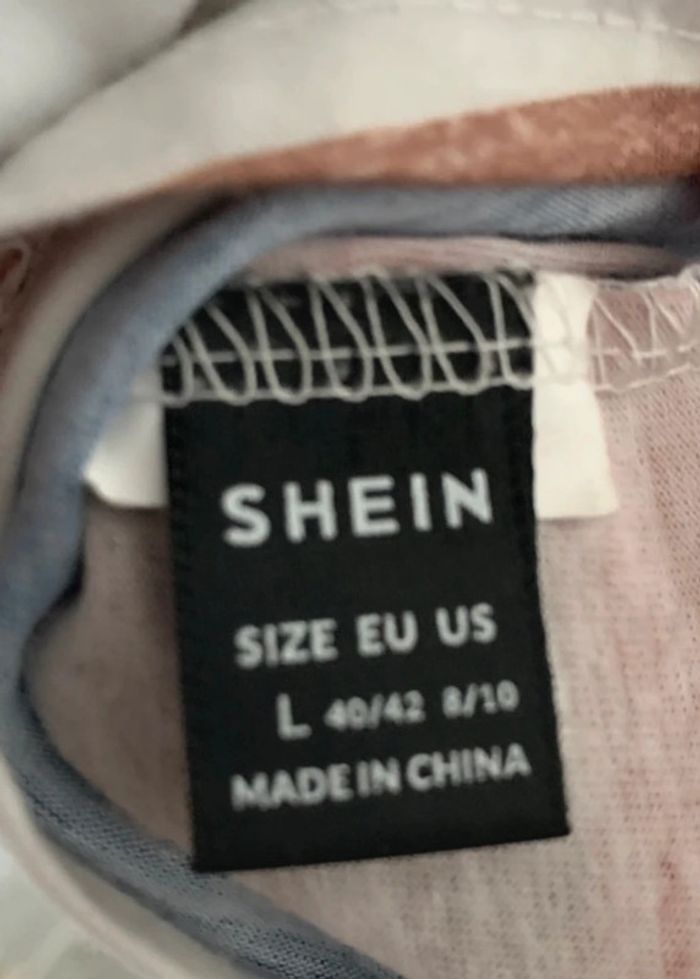 SHEIN
SIZE EU US
L 40/42 8/10
MADE IN CHINA